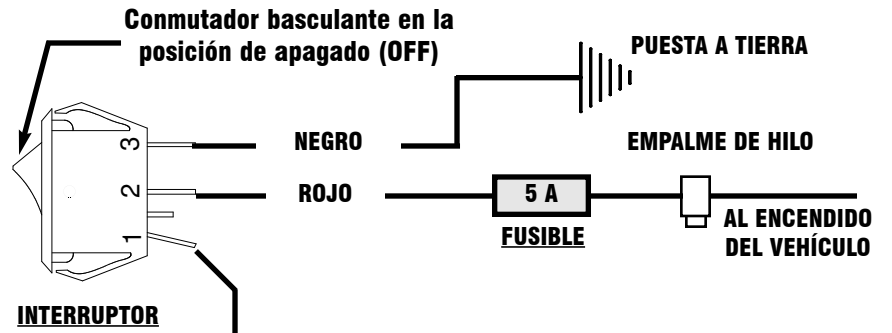 Conmutador basculante en la
posición de apagado (OFF)
PUESTA A TIERRA
3
NEGRO
EMPALME DE HILO
2
ROJO
5 A
FUSIBLE
AL ENCENDIDO
DEL VEHÍCULO
1
INTERRUPTOR